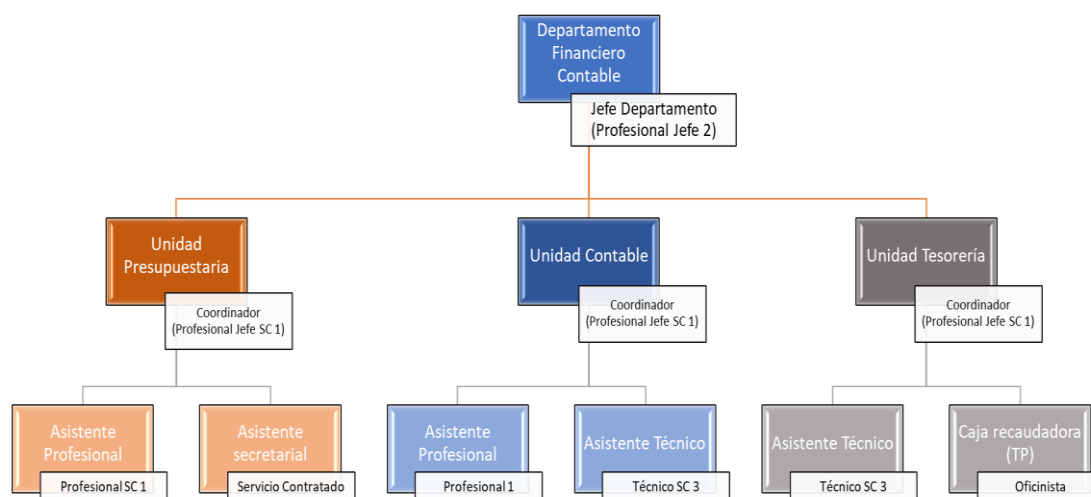 Departamento
Financiero
Contable
Jefe Departamento
(Profesional Jefe 2)
Unidad
Presupuestaria
Coordinador
(Profesional Jefe SC 1)
Unidad Contable
Coordinador
(Profesional Jefe SC 1)
Unidad Tesorería
Coordinador
(Profesional Jefe SC 1)
Asistente
Profesional
Profesional SC 1
Asistente
secretarial
Servicio Contratado
Asistente
Profesional
Profesional 1
Asistente Técnico
Técnico SC 3
Asistente Técnico
Técnico SC 3
Caja recaudadora
(TP)
Oficinista